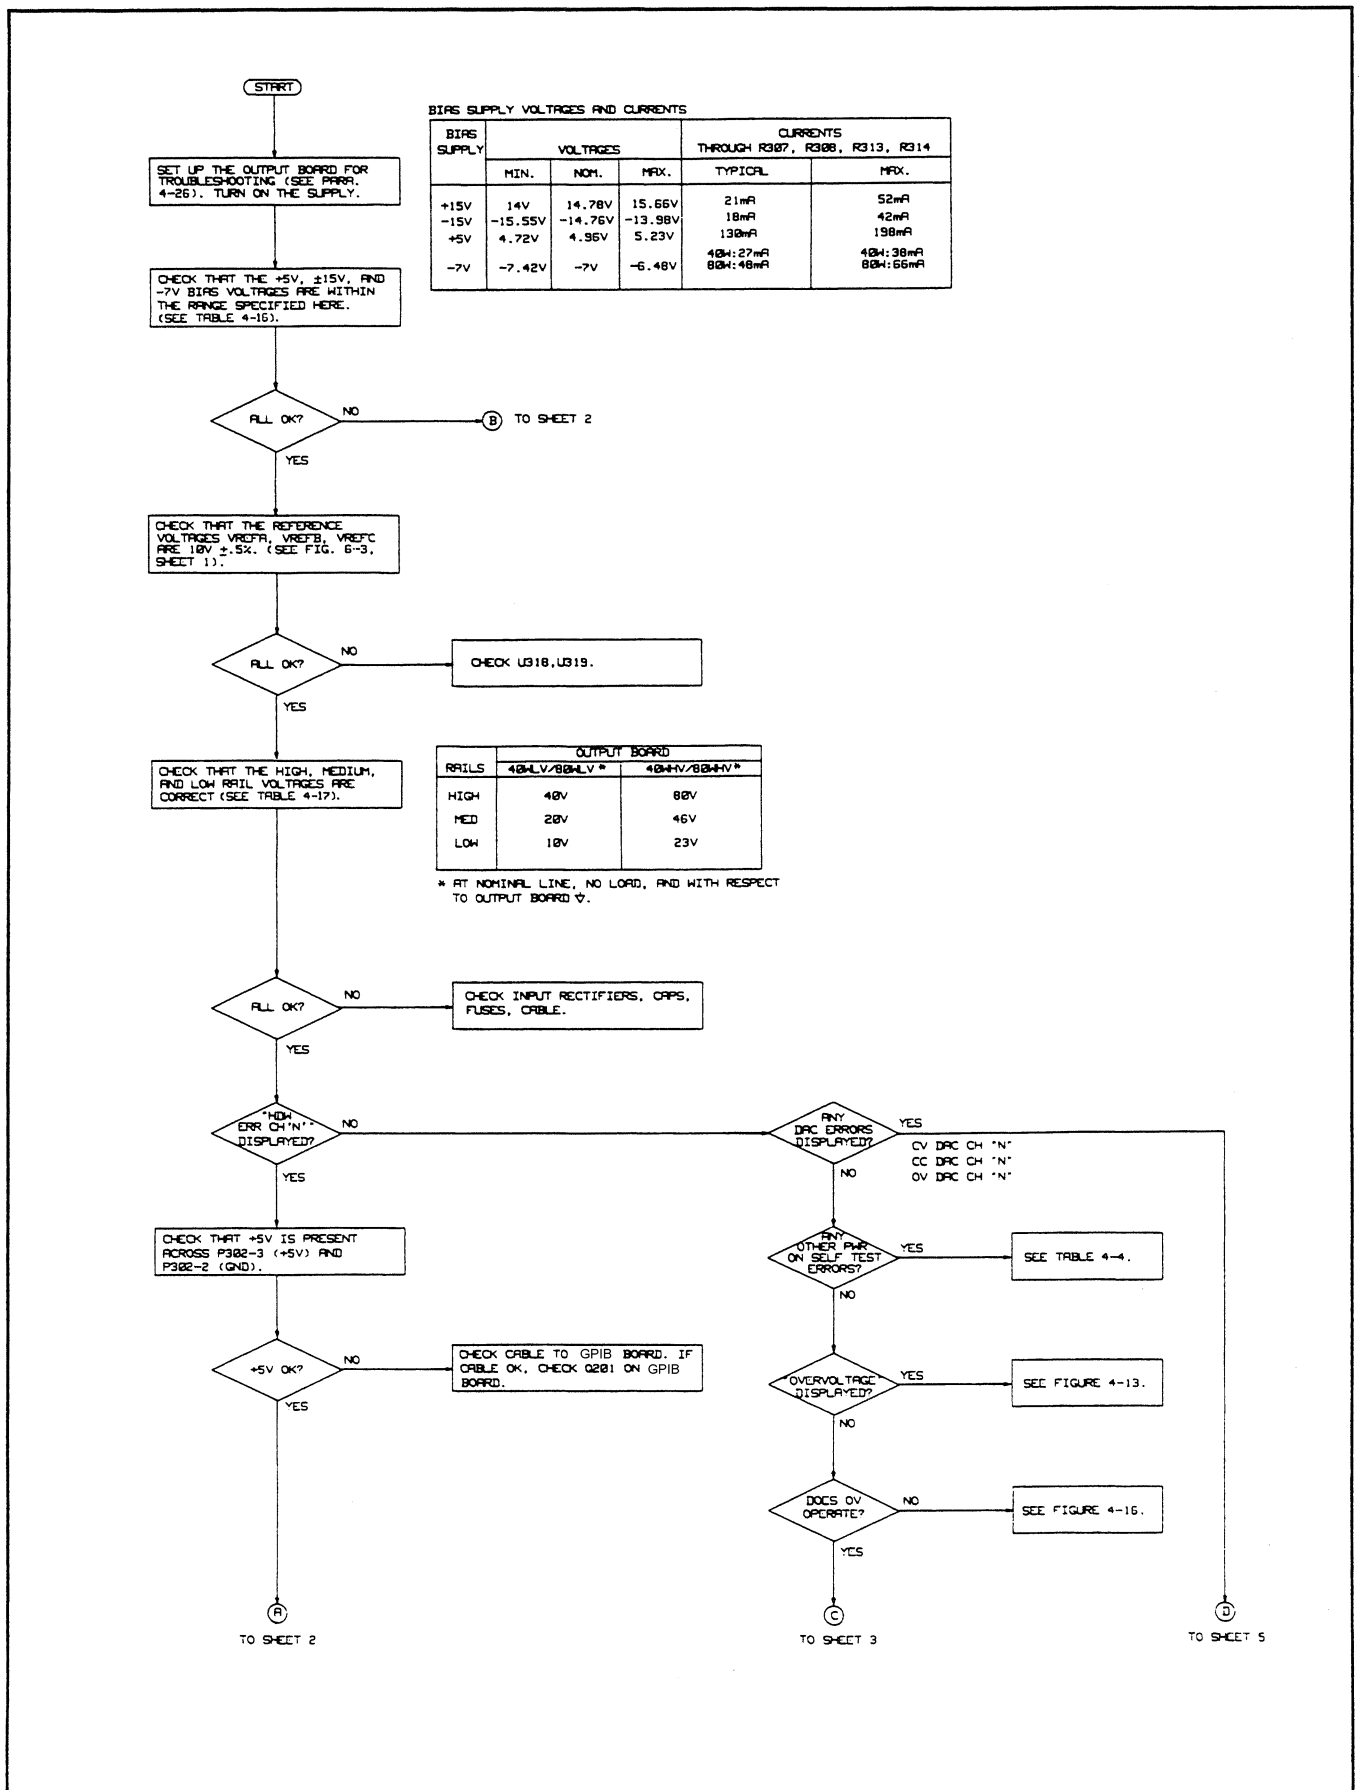 START
SET UP THE OUTPUT BOARD FOR
TROUBLESHOOTING (SEE PARA.
4-26). TURN ON THE SUPPLY.
BIAS SUPPLY VOLTAGES AND CURRENTS
BIAS SUPPLY VOLTAGES CURRENTS THROUGH R307, R308, R313, R314
MIN. NOM. MAX. TYPICAL MAX.
+15V 14V 14.78V 15.66V 21mA 52mA
-15V -15.55V -14.76V -13.98V 18mA 42mA
+5V 4.72V 4.96V 5.23V 130mA 198mA
-7V -7.42V -7V -6.48V 40W:27mA 80W:48mA 40W:38mA 80W:66mA
CHECK THAT THE +5V, ±15V, AND
-7V BIAS VOLTAGES ARE WITHIN
THE RANGE SPECIFIED HERE.
(SEE TABLE 4-16).
ALL OK?
NO
B TO SHEET 2
YES
CHECK THAT THE REFERENCE
VOLTAGES VREFA, VREFB, VREFC
ARE 10V ±.5%. (SEE FIG. 6-3,
SHEET 1).
ALL OK?
NO
CHECK U318,U319.
YES
CHECK THAT THE HIGH, MEDIUM,
AND LOW RAIL VOLTAGES ARE
CORRECT (SEE TABLE 4-17).
OUTPUT BOARD
RAILS 40WLV/80WLV * 40WHV/80WHV*
HIGH 40V 80V
MED 20V 46V
LOW 10V 23V
* AT NOMINAL LINE, NO LOAD, AND WITH RESPECT
TO OUTPUT BOARD ⏚.
ALL OK?
NO
CHECK INPUT RECTIFIERS, CAPS,
FUSES, CABLE.
YES
"HDW
ERR CH'N'"
DISPLAYED?
NO
ANY
DAC ERRORS
DISPLAYED?
YES
CV DAC CH "N"
CC DAC CH "N"
OV DAC CH "N"
YES
NO
CHECK THAT +5V IS PRESENT
ACROSS P302-3 (+5V) AND
P302-2 (GND).
ANY
OTHER PWR
ON SELF TEST
ERRORS?
YES
SEE TABLE 4-4.
NO
+5V OK?
NO
CHECK CABLE TO GPIB BOARD. IF
CABLE OK, CHECK Q201 ON GPIB
BOARD.
YES
"OVERVOLTAGE"
DISPLAYED?
YES
SEE FIGURE 4-13.
NO
DOES OV
OPERATE?
NO
SEE FIGURE 4-16.
YES
A
TO SHEET 2
C
TO SHEET 3
D
TO SHEET 5